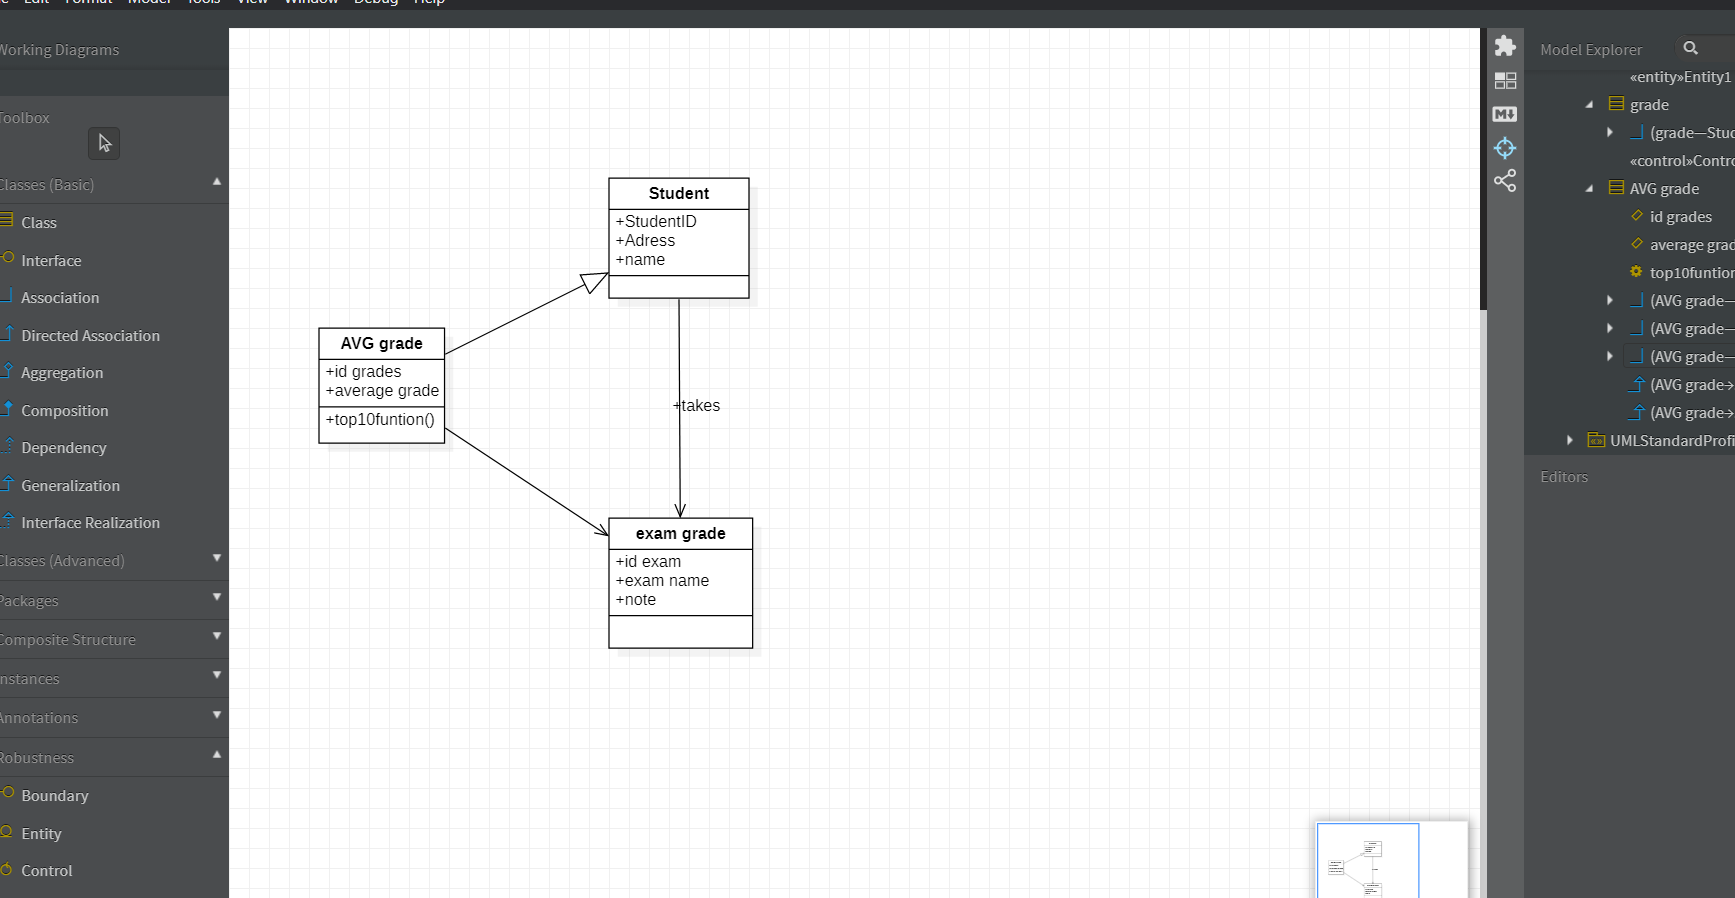 Edit Format Model Tools View Window Debug Help
Working Diagrams
Toolbox
Classes (Basic)
Class
Interface
Association
Directed Association
Aggregation
Composition
Dependency
Generalization
Interface Realization
Classes (Advanced)
Packages
Composite Structure
Instances
Annotations
Robustness
Boundary
Entity
Control
Student
+StudentID
+Adress
+name
AVG grade
+id grades
+average grade
+top10funtion()
+takes
exam grade
+id exam
+exam name
+note
M
Model Explorer
«entity»Entity1
grade
(grade—Stud
«control»Contro
AVG grade
id grades
average grad
top10funtion
(AVG grade—
(AVG grade—
(AVG grade—
(AVG grade→
(AVG grade→
UMLStandardProfi
Editors